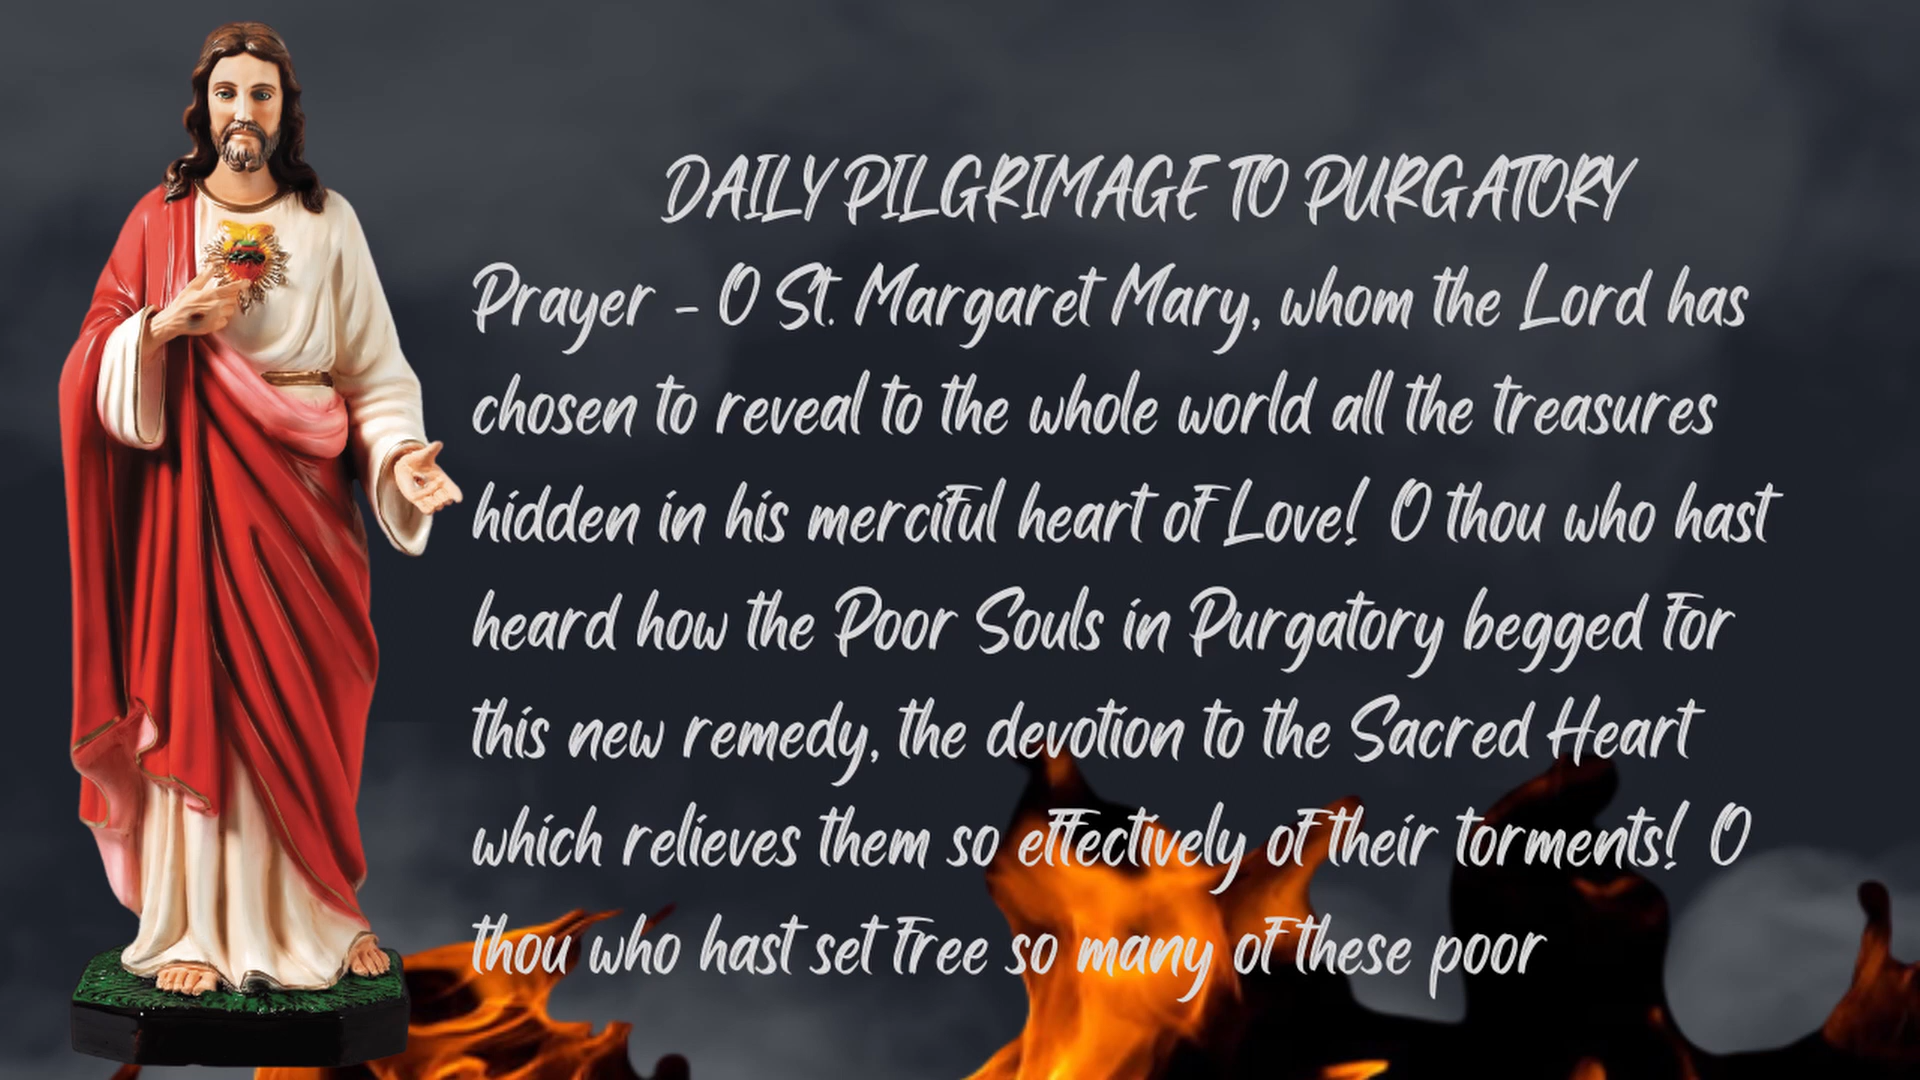 DAILY PILGRIMAGE TO PURGATORY
Prayer - O St. Margaret Mary, whom the Lord has
chosen to reveal to the whole world all the treasures
hidden in his merciful heart of Love! O thou who hast
heard how the Poor Souls in Purgatory begged for
this new remedy, the devotion to the Sacred Heart
which relieves them so effectively of their torments! O
thou who hast set free so many of these poor